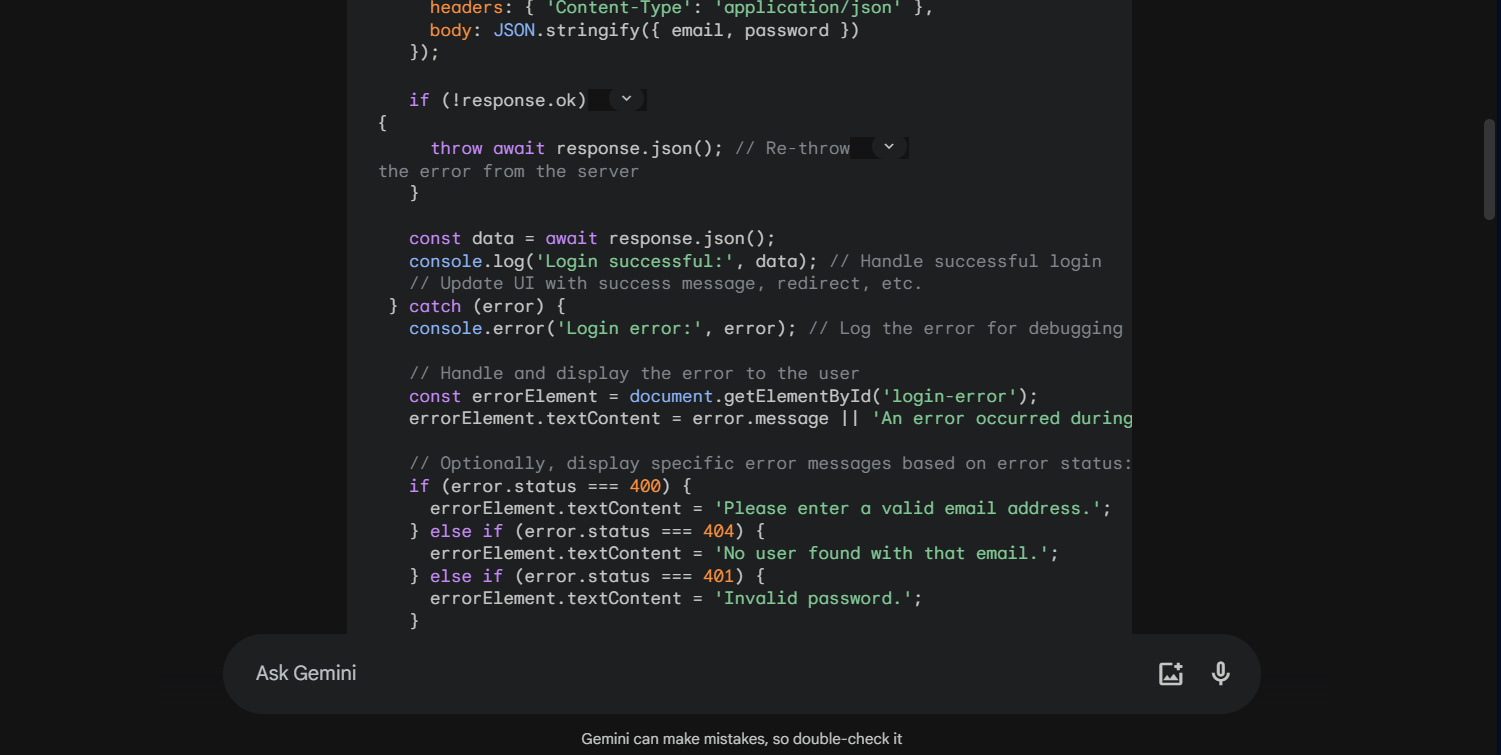 headers: { 'Content-Type': 'application/json' },
body: JSON.stringify({ email, password })
});
if (!response.ok)
{
throw await response.json(); // Re-throw
the error from the server
}
const data = await response.json();
console.log('Login successful:', data); // Handle successful login
// Update UI with success message, redirect, etc.
} catch (error) {
console.error('Login error:', error); // Log the error for debugging
// Handle and display the error to the user
const errorElement = document.getElementById('login-error');
errorElement.textContent = error.message || 'An error occurred during
// Optionally, display specific error messages based on error status:
if (error.status === 400) {
errorElement.textContent = 'Please enter a valid email address.';
} else if (error.status === 404) {
errorElement.textContent = 'No user found with that email.';
} else if (error.status === 401) {
errorElement.textContent = 'Invalid password.';
}
Ask Gemini
Gemini can make mistakes, so double-check it